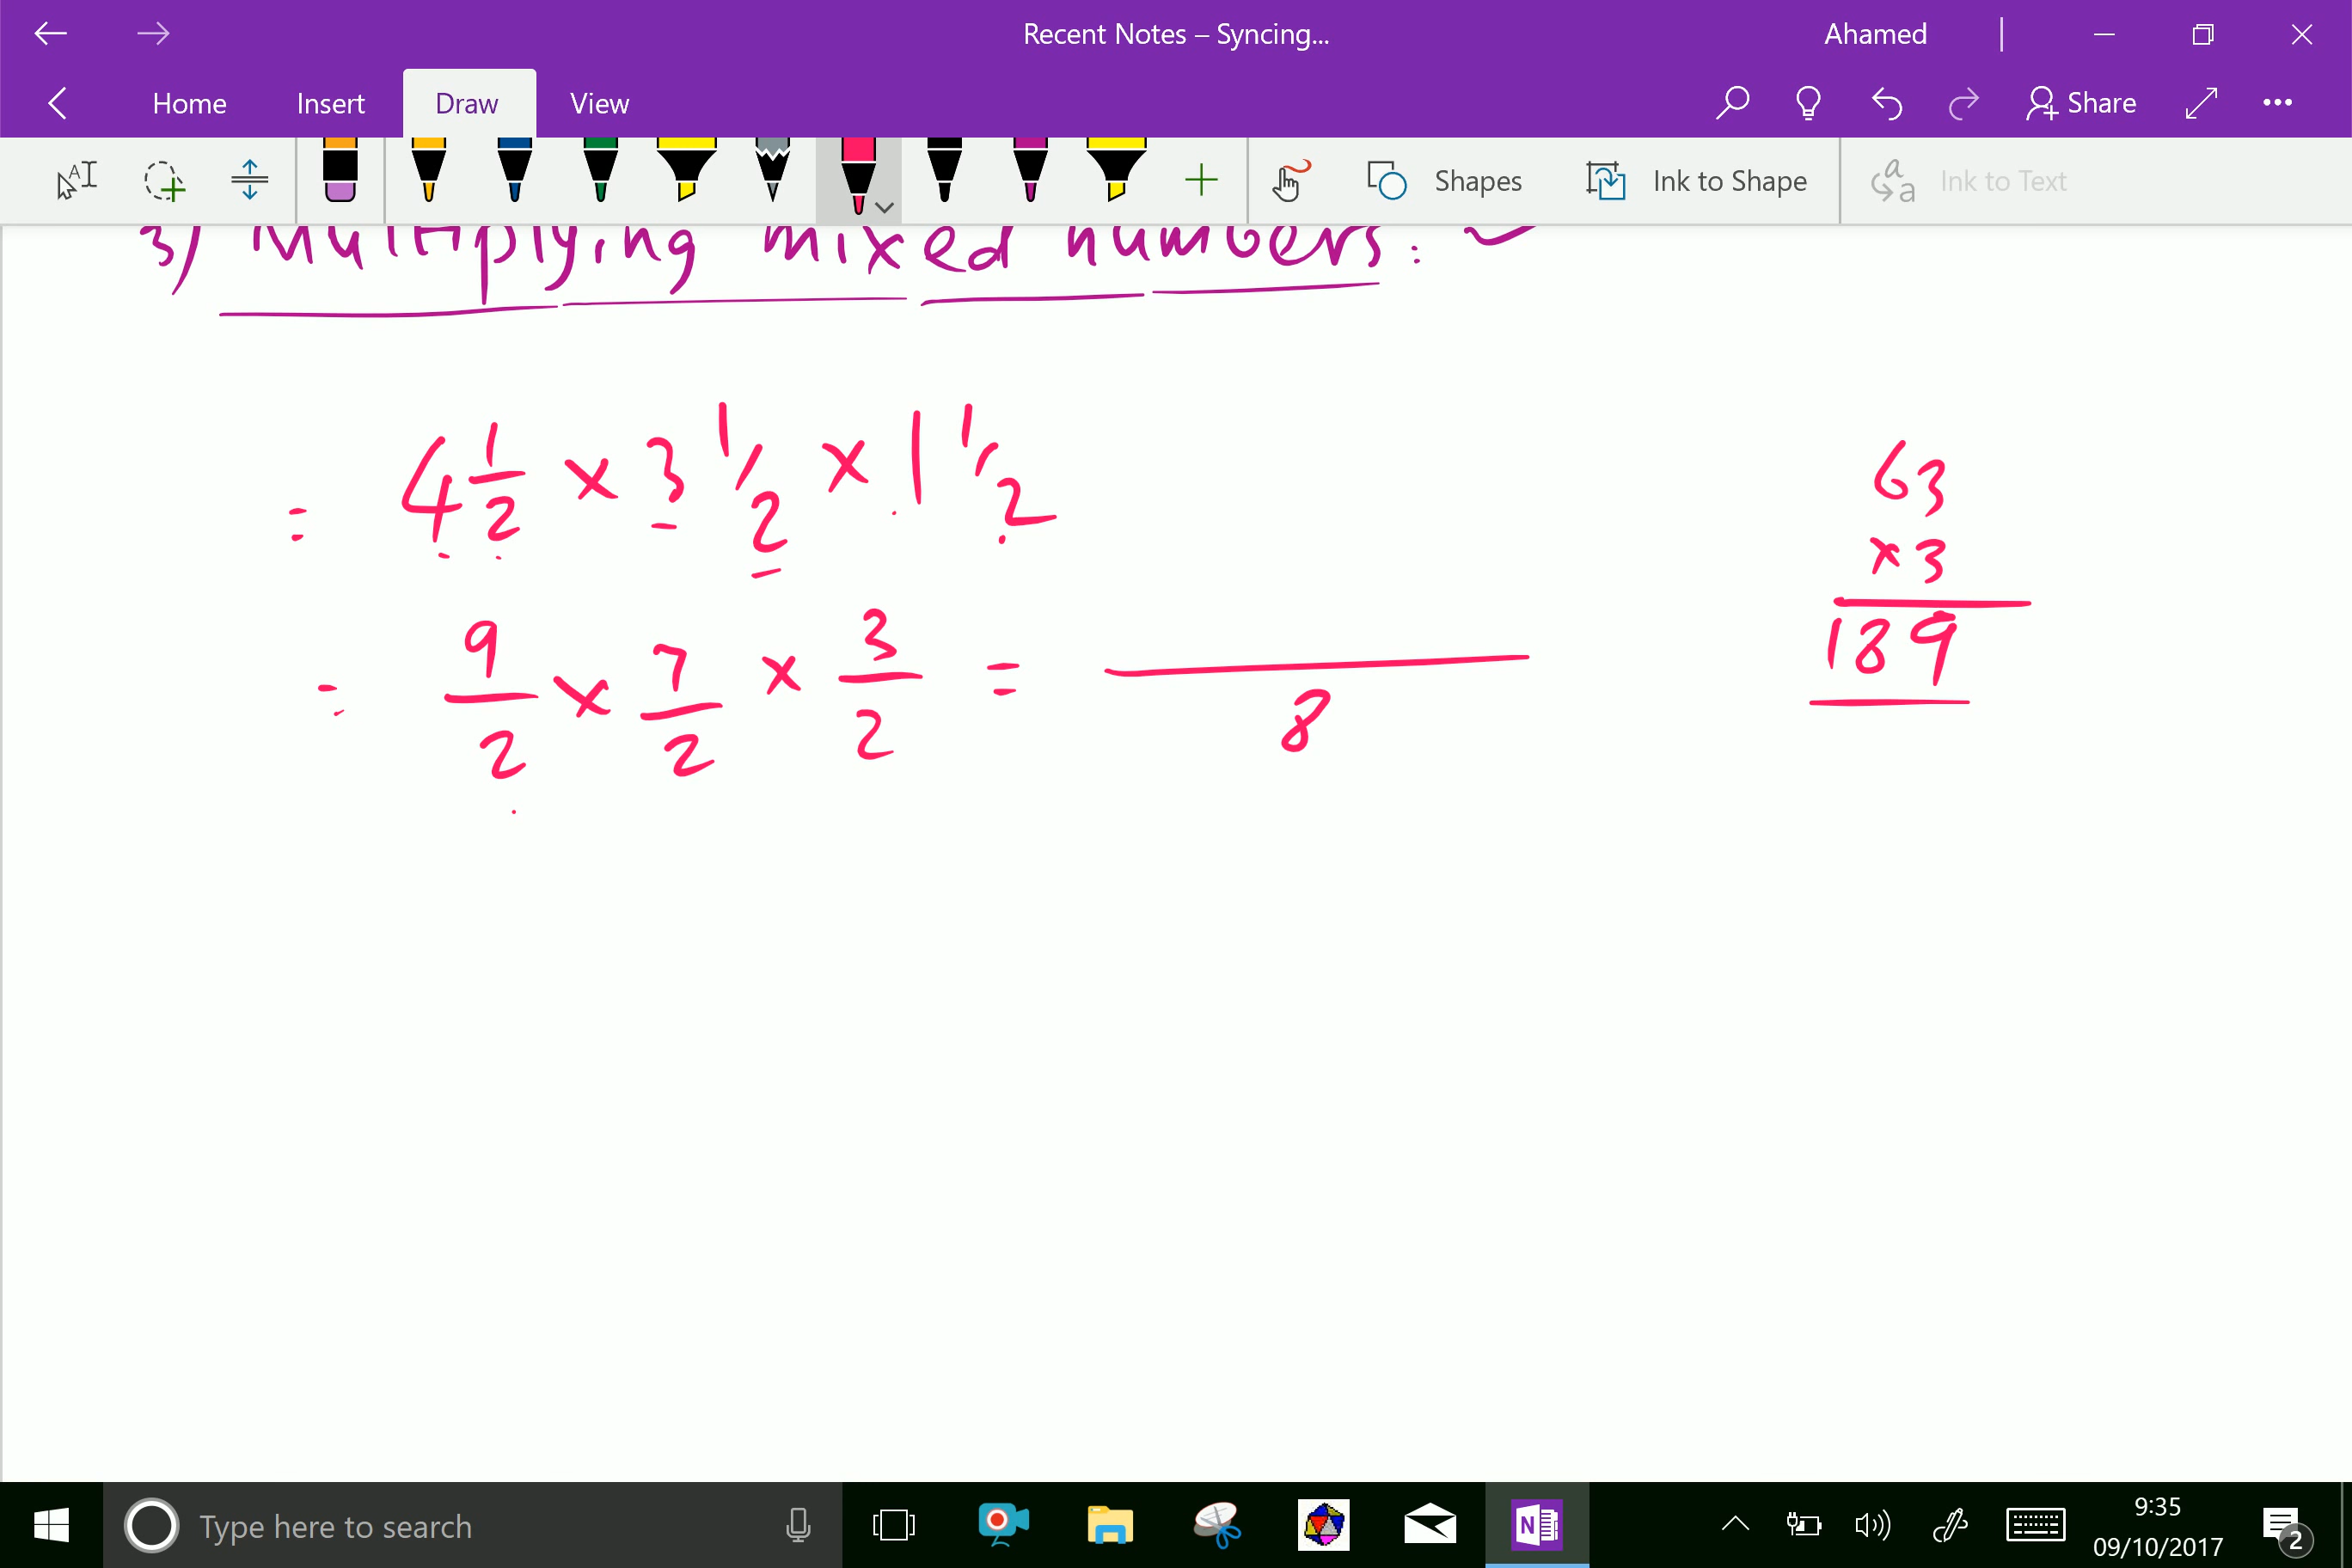 Recent Notes – Syncing...
Ahamed
Home Insert Draw View
Share
Shapes Ink to Shape Ink to Text
3) Multiplying mixed numbers:
= 4 1/2 × 3 1/2 × 1 1/2
= 9/2 × 7/2 × 3/2 = /8
63
×3
189
Type here to search
9:35
09/10/2017
2